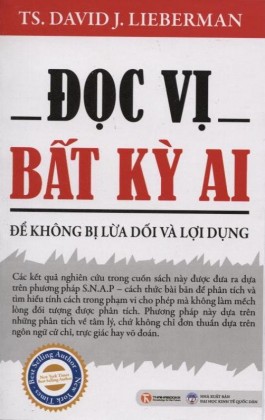 TS. DAVID J. LIEBERMAN
ĐỌC VỊ
BẤT KỲ AI
ĐỂ KHÔNG BỊ LỪA DỐI VÀ LỢI DỤNG
Các kết quả nghiên cứu trong cuốn sách này được đưa ra dựa
trên phương pháp S.N.A.P – cách thức bài bản để phân tích và
tìm hiểu tính cách trong phạm vi cho phép mà không làm mếch
lòng đối tượng được phân tích. Phương pháp này dựa trên
những phân tích về tâm lý, chứ không chỉ đơn thuần dựa trên
ngôn ngữ cử chỉ, trực giác hay võ đoán.
New York Times
Best Selling Author
THAIHABOOKS
NHÀ XUẤT BẢN
ĐẠI HỌC KINH TẾ QUỐC DÂN